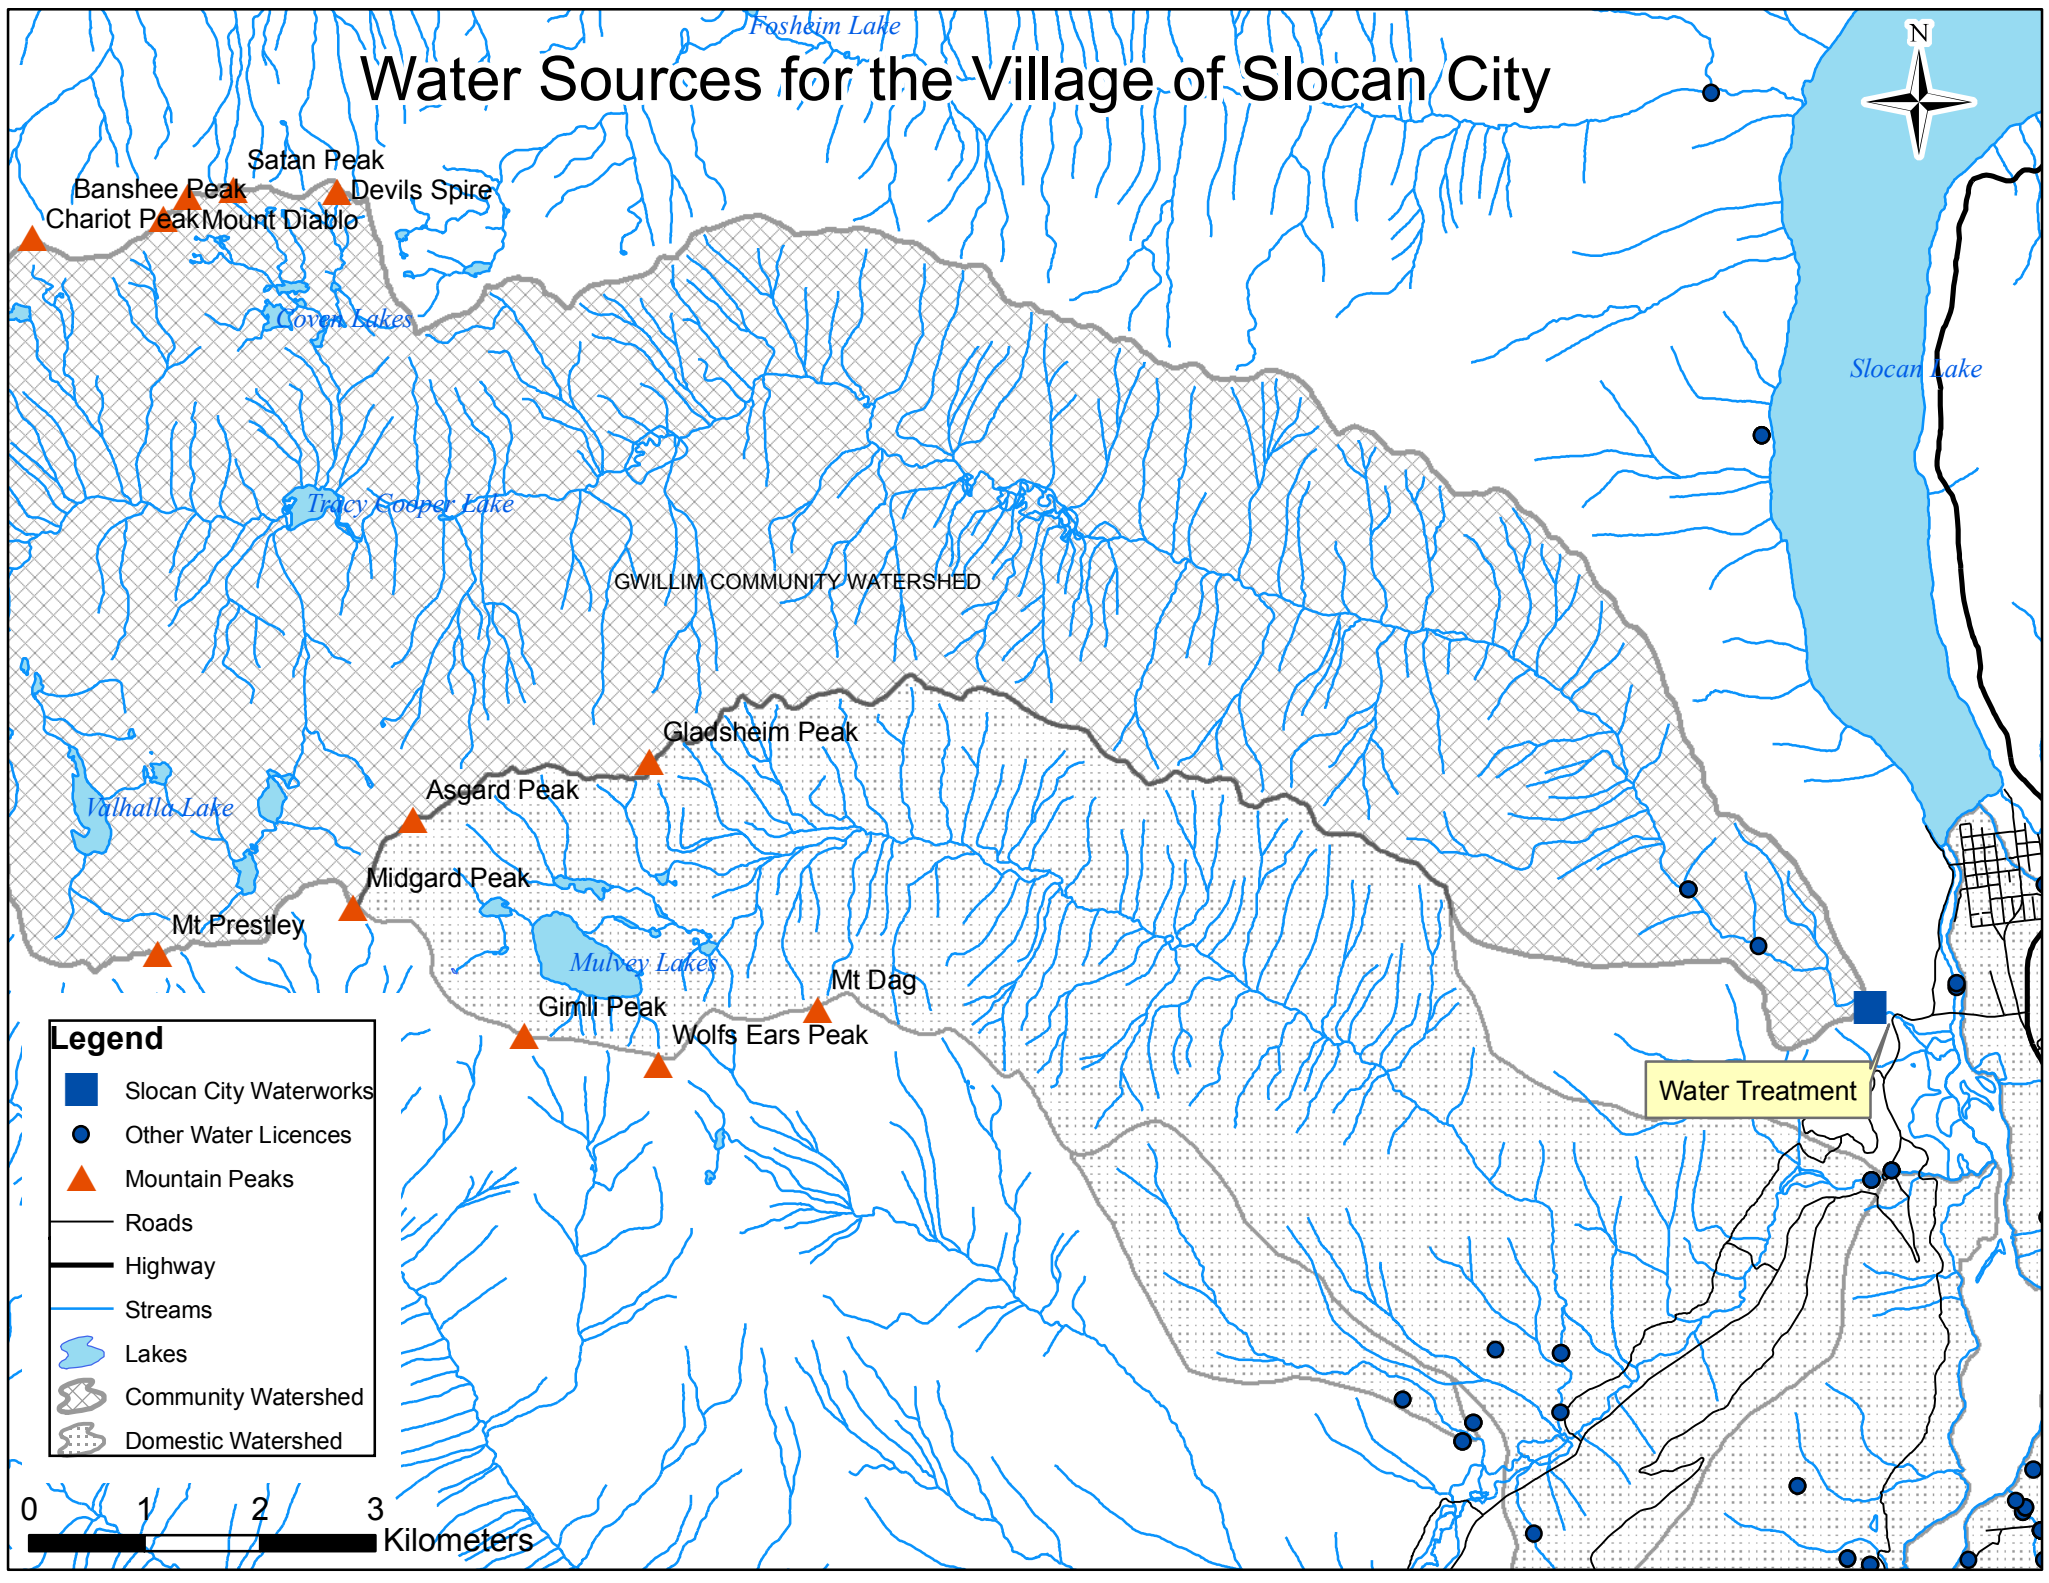 Fosheim Lake
Water Sources for the Village of Slocan City
N
Satan Peak
Banshee Peak
Devils Spire
Chariot Peak
Mount Diablo
Coven Lakes
Slocan Lake
Tracy Cooper Lake
GWILLIM COMMUNITY WATERSHED
Gladsheim Peak
Asgard Peak
Valhalla Lake
Midgard Peak
Mt Prestley
Mulvey Lakes
Mt Dag
Gimli Peak
Wolfs Ears Peak
Water Treatment
Legend
Slocan City Waterworks
Other Water Licences
Mountain Peaks
Roads
Highway
Streams
Lakes
Community Watershed
Domestic Watershed
0 1 2 3
Kilometers